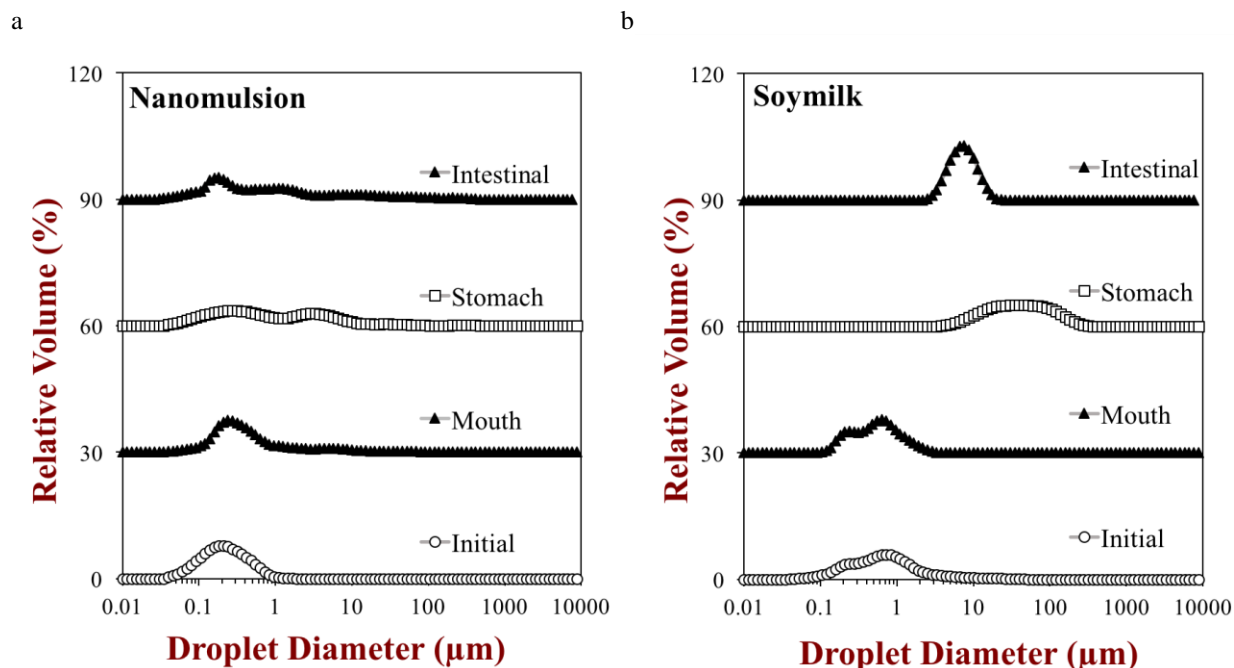 a
b
120
Nanomulsion
Intestinal
90
Stomach
60
Mouth
30
Initial
0
0.01 0.1 1 10 100 1000 10000
Relative Volume (%)
Droplet Diameter (µm)
120
Soymilk
Intestinal
90
Stomach
60
Mouth
30
Initial
0
0.01 0.1 1 10 100 1000 10000
Relative Volume (%)
Droplet Diameter (µm)